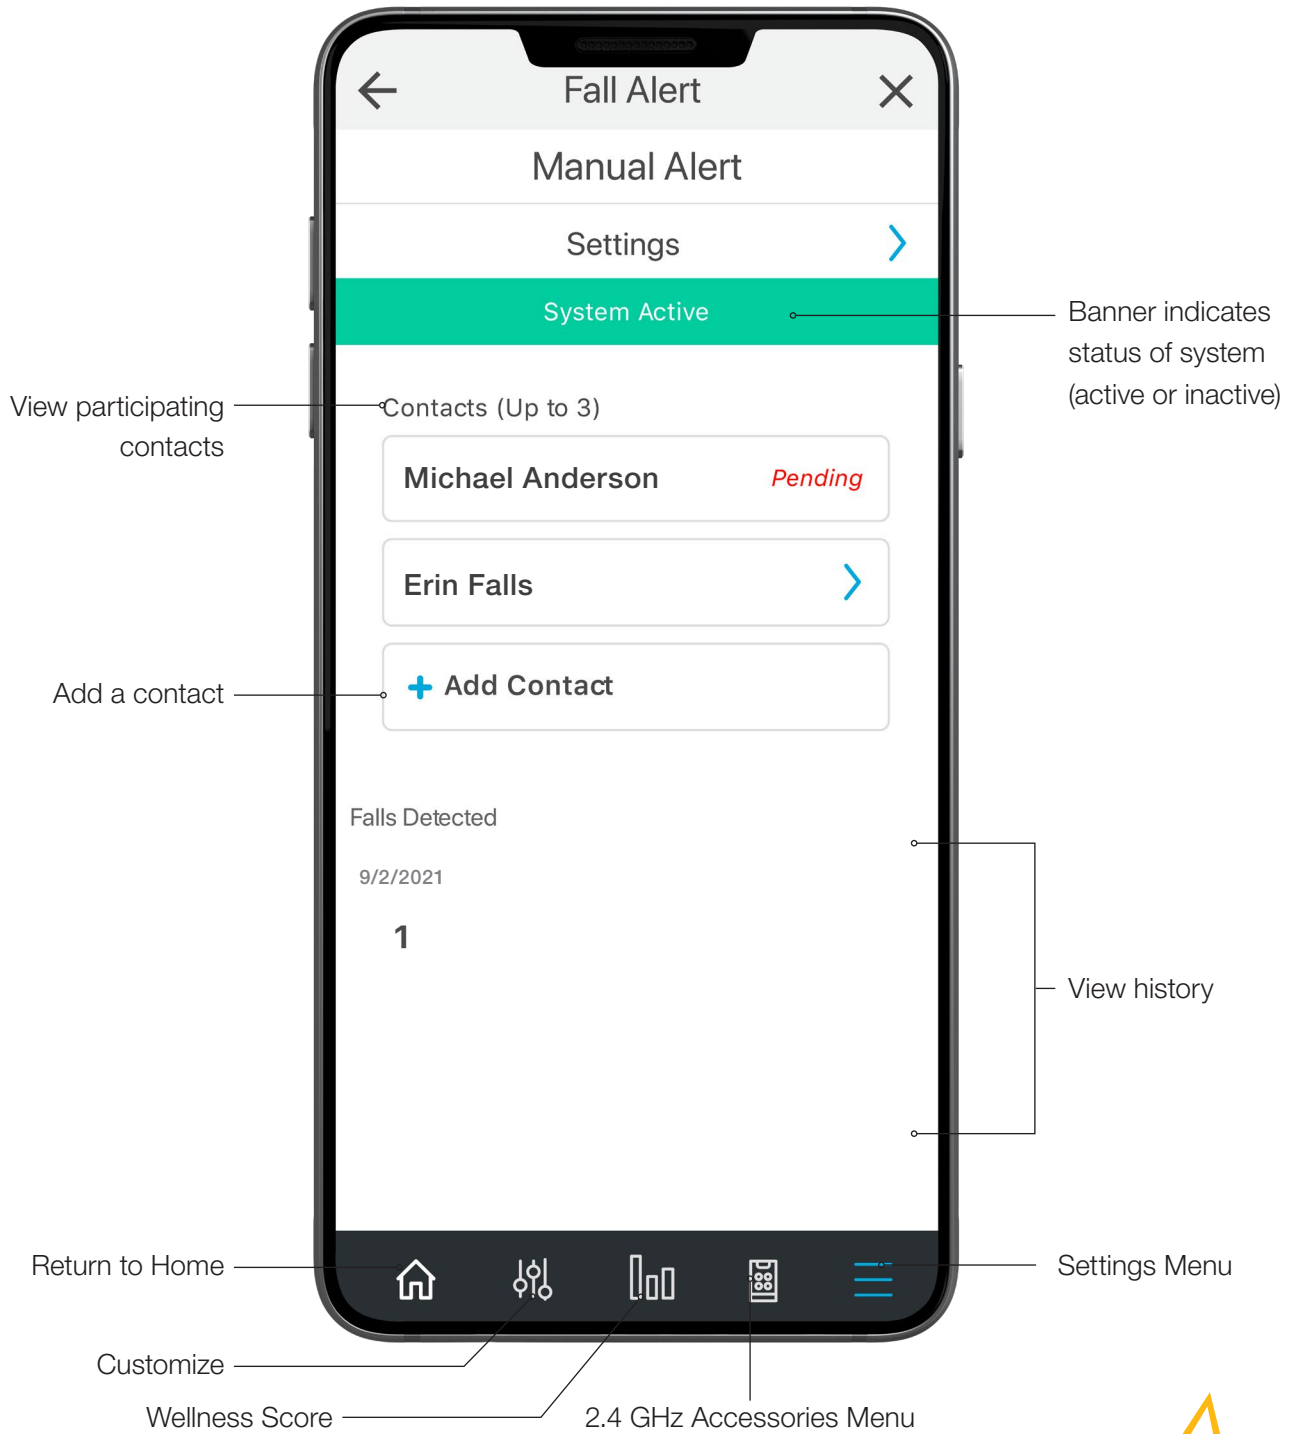 Fall Alert
Manual Alert
Settings
System Active
Banner indicates
status of system
(active or inactive)
View participating
contacts
Contacts (Up to 3)
Michael Anderson Pending
Erin Falls
Add a contact
+ Add Contact
Falls Detected
9/2/2021
1
View history
Return to Home
Settings Menu
Customize
Wellness Score
2.4 GHz Accessories Menu